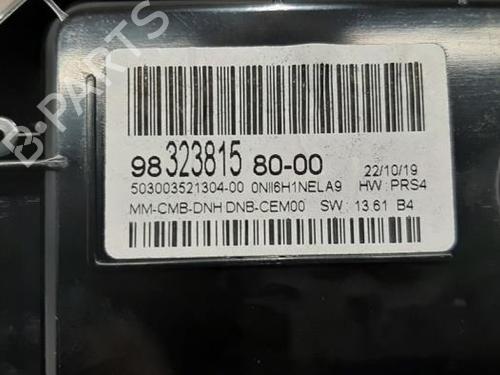 B-PARTS
98 323815 80-00 22/10/19
503003521304-00 0NII6H1NELA9 HW: PRS4
MM-CMB-DNH DNB-CEM00 SW: 13.61 B4